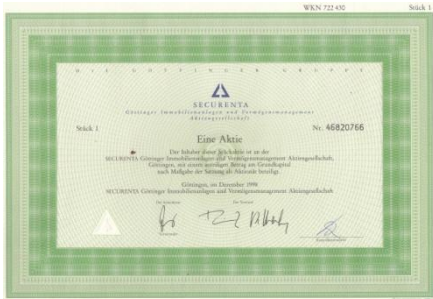 WKN 722 430 Stück 1
DIE GÖTTINGER GRUPPE
SECURENTA
Göttinger Immobilienanlagen und Vermögensmanagement
Aktiengesellschaft
Stück 1 Nr. 46820766
Eine Aktie
Der Inhaber dieser Stückaktie ist an der
SECURENTA Göttinger Immobilienanlagen und Vermögensmanagement Aktiengesellschaft,
Göttingen, mit einem Betrag am Grundkapital
nach Maßgabe der Satzung als Aktionär beteiligt.
Göttingen, im Dezember 1998
SECURENTA Göttinger Immobilienanlagen und Vermögensmanagement Aktiengesellschaft
Der Aufsichtsrat Der Vorstand